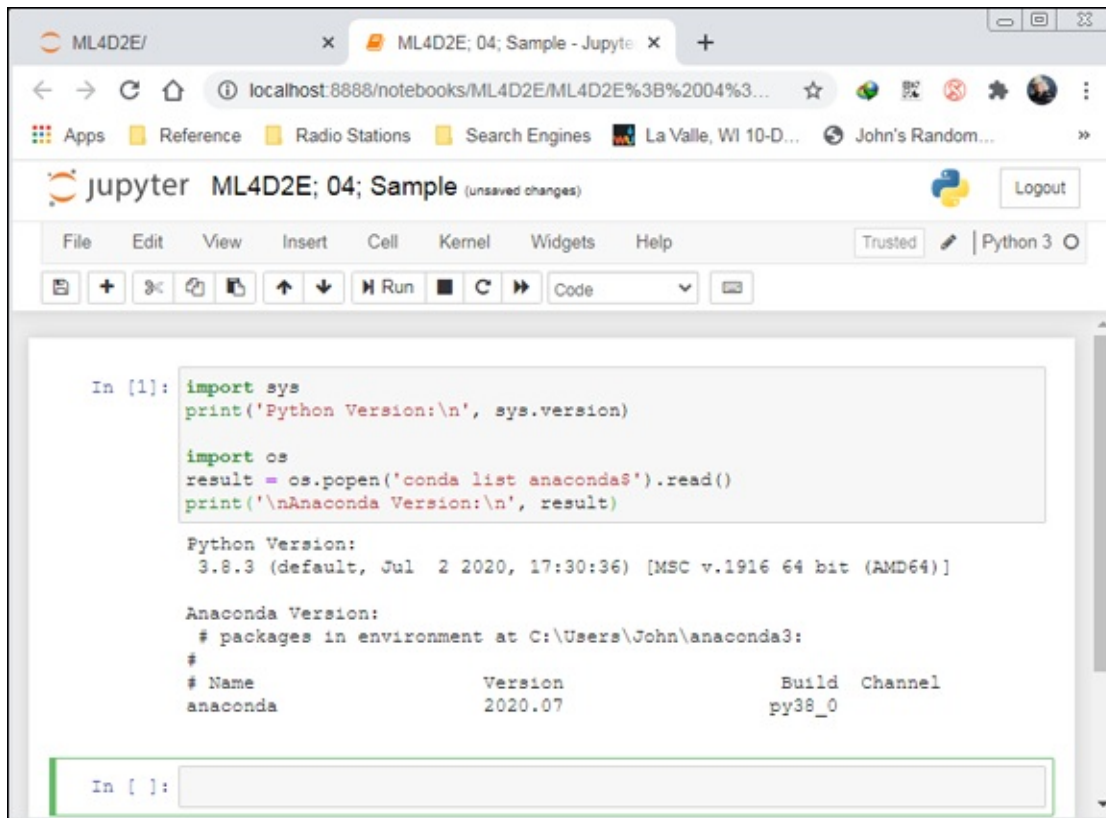 ML4D2E/
ML4D2E; 04; Sample - Jupyte
localhost:8888/notebooks/ML4D2E/ML4D2E%3B%2004%3...
Apps Reference Radio Stations Search Engines La Valle, WI 10-D... John's Random... »
jupyter ML4D2E; 04; Sample (unsaved changes) Logout
File Edit View Insert Cell Kernel Widgets Help Trusted Python 3
Run Code
In [1]: import sys
print('Python Version:\n', sys.version)
import os
result = os.popen('conda list anaconda$').read()
print('\nAnaconda Version:\n', result)
Python Version:
3.8.3 (default, Jul  2 2020, 17:30:36) [MSC v.1916 64 bit (AMD64)]
Anaconda Version:
# packages in environment at C:\Users\John\anaconda3:
#
# Name Version Build Channel
anaconda 2020.07 py38_0
In [ ]: